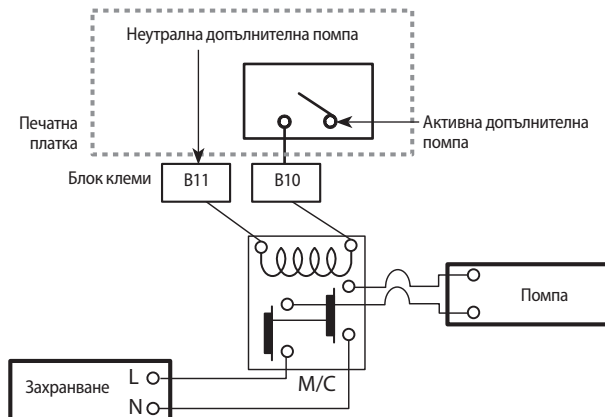 Неутрална допълнителна помпа
Печатна
платка
Активна допълнителна
помпа
Блок клеми
B11
B10
Помпа
M/C
Захранване
L
N